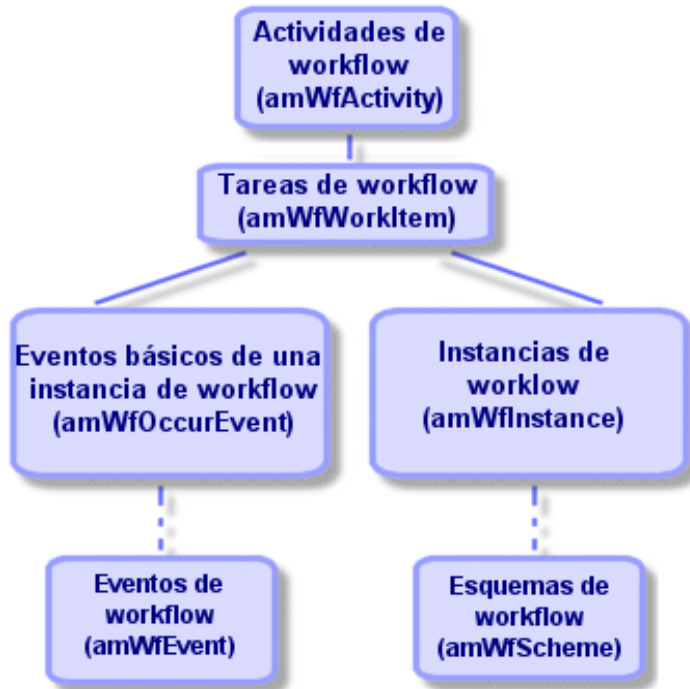 Actividades de
workflow
(amWfActivity)
Tareas de workflow
(amWfWorkItem)
Eventos básicos de una
instancia de workflow
(amWfOccurEvent)
Instancias de
worklow
(amWfInstance)
Eventos de
workflow
(amWfEvent)
Esquemas de
workflow
(amWfScheme)